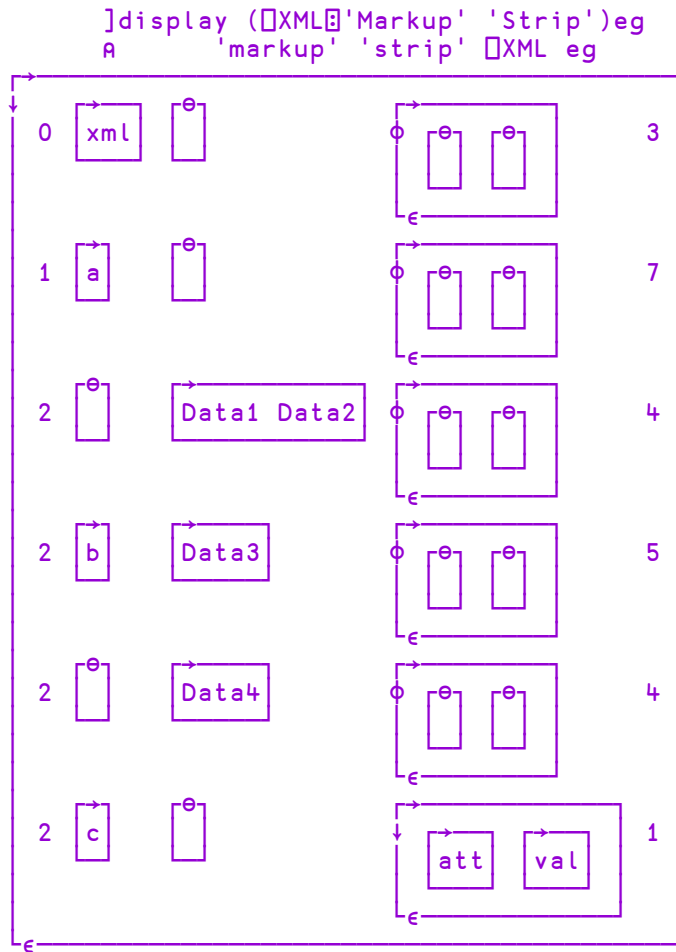 ]display (⎕XML⍠'Markup' 'Strip')eg
⍝ 'markup' 'strip' ⎕XML eg
┌→─────────────────────────────────────────
↓   ┌→──┐  ┌⊖┐           ┌→────────┐
│ 0 │xml│  │ │           ⌽ ┌⊖┐ ┌⊖┐ │     3
│   └───┘  └─┘           │ │ │ │ │ │
│                        │ └─┘ └─┘ │
│                        └∊────────┘
│   ┌→┐    ┌⊖┐           ┌→────────┐
│ 1 │a│    │ │           ⌽ ┌⊖┐ ┌⊖┐ │     7
│   └─┘    └─┘           │ │ │ │ │ │
│                        │ └─┘ └─┘ │
│                        └∊────────┘
│   ┌⊖┐    ┌→──────────┐ ┌→────────┐
│ 2 │ │    │Data1 Data2│ ⌽ ┌⊖┐ ┌⊖┐ │     4
│   └─┘    └───────────┘ │ │ │ │ │ │
│                        │ └─┘ └─┘ │
│                        └∊────────┘
│   ┌→┐    ┌→────┐       ┌→────────┐
│ 2 │b│    │Data3│       ⌽ ┌⊖┐ ┌⊖┐ │     5
│   └─┘    └─────┘       │ │ │ │ │ │
│                        │ └─┘ └─┘ │
│                        └∊────────┘
│   ┌⊖┐    ┌→────┐       ┌→────────┐
│ 2 │ │    │Data4│       ⌽ ┌⊖┐ ┌⊖┐ │     4
│   └─┘    └─────┘       │ │ │ │ │ │
│                        │ └─┘ └─┘ │
│                        └∊────────┘
│   ┌→┐    ┌⊖┐           ┌→────────────┐
│ 2 │c│    │ │           ↓ ┌→──┐ ┌→──┐ │ 1
│   └─┘    └─┘           │ │att│ │val│ │
│                        │ └───┘ └───┘ │
│                        └∊────────────┘
└∊─────────────────────────────────────────